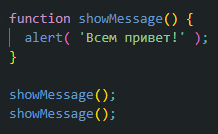 function showMessage() {
  alert( 'Всем привет!' );
}

showMessage();
showMessage();